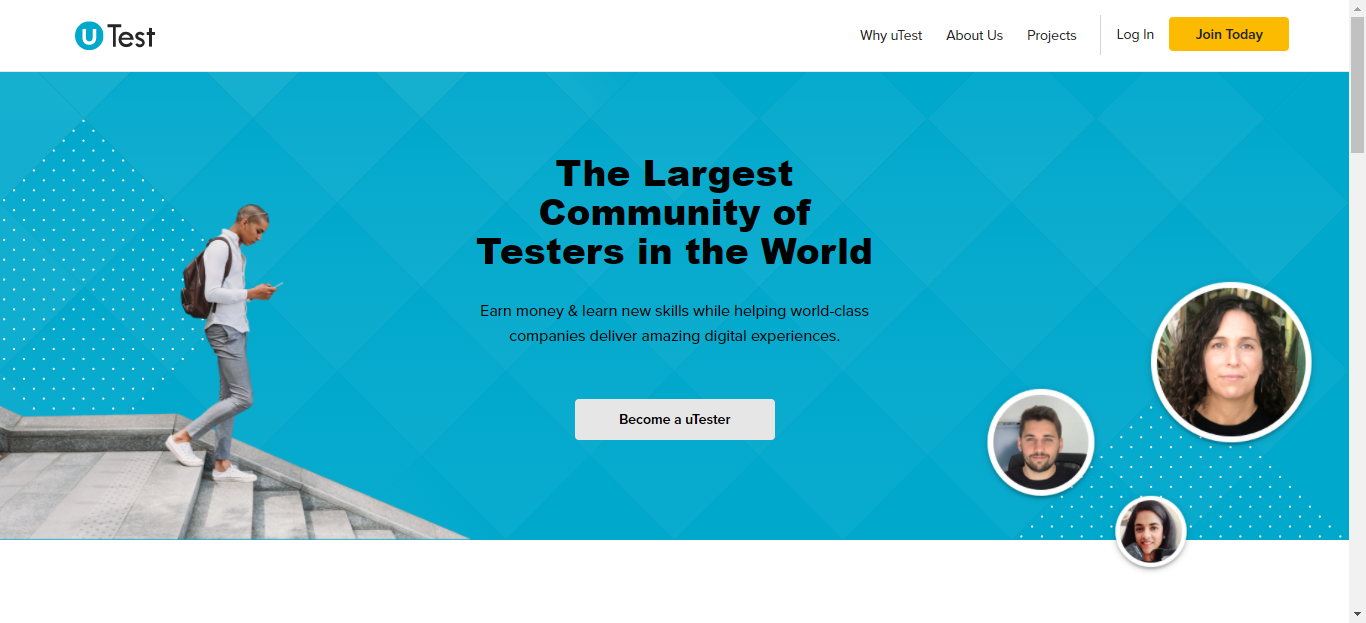 uTest
Why uTest
About Us
Projects
Log In
Join Today
The Largest
Community of
Testers in the World
Earn money & learn new skills while helping world-class
companies deliver amazing digital experiences.
Become a uTester